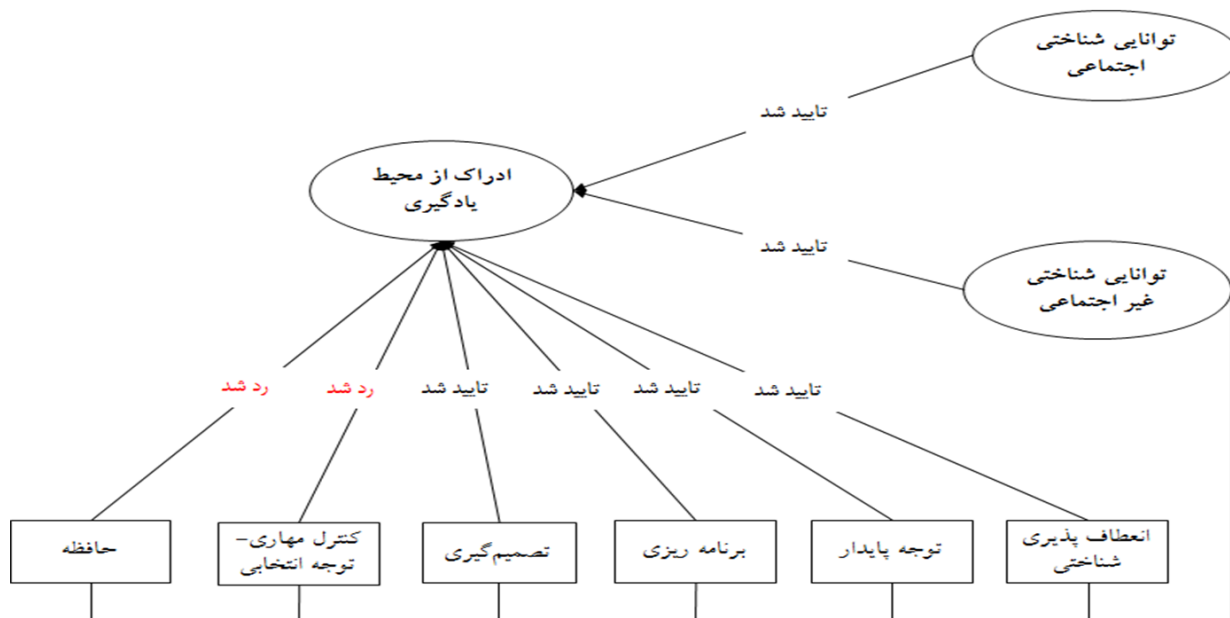 توانایی شناختی
اجتماعی
تایید شد
ادراک از محیط
یادگیری
تایید شد
توانایی شناختی
غیر اجتماعی
تایید شد
تایید شد
تایید شد
تایید شد
رد شد
رد شد
انعطاف پذیری
شناختی
توجه پایدار
برنامه ریزی
تصمیم‌گیری
کنترل مهاری–
توجه انتخابی
حافظه